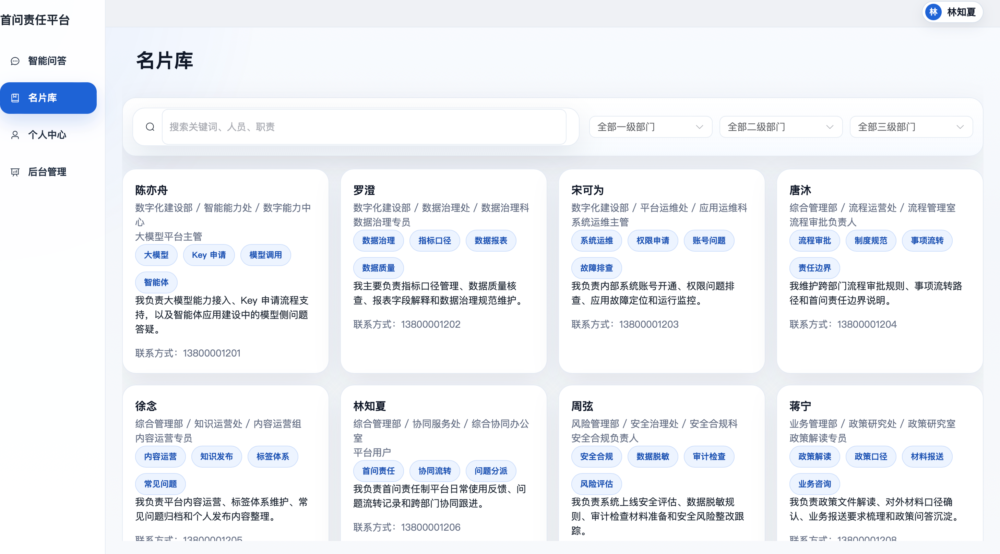 首问责任平台
智能问答
名片库
个人中心
后台管理
林 林知夏
名片库
搜索关键词、人员、职责
全部一级部门
全部二级部门
全部三级部门
陈亦舟
数字化建设部 / 智能能力处 / 数字能力中
心
大模型平台主管
大模型 Key 申请 模型调用
智能体
我负责大模型能力接入、Key 申请流程支
持，以及智能体应用建设中的模型侧问题
答疑。
联系方式：13800001201
罗澄
数字化建设部 / 数据治理处 / 数据治理科
数据治理专员
数据治理 指标口径 数据报表
数据质量
我主要负责指标口径管理、数据质量核
查、报表字段解释和数据治理规范维护。
联系方式：13800001202
宋可为
数字化建设部 / 平台运维处 / 应用运维科
系统运维主管
系统运维 权限申请 账号问题
故障排查
我负责内部系统账号开通、权限问题排
查、应用故障定位和运行监控。
联系方式：13800001203
唐沐
综合管理部 / 流程运营处 / 流程管理室
流程审批负责人
流程审批 制度规范 事项流转
责任边界
我维护跨部门流程审批规则、事项流转路
径和首问责任边界说明。
联系方式：13800001204
徐念
综合管理部 / 知识运营处 / 内容运营组
内容运营专员
内容运营 知识发布 标签体系
常见问题
我负责平台内容运营、标签体系维护、常
见问题归档和个人发布内容整理。
联系方式：13800001205
林知夏
综合管理部 / 协同服务处 / 综合协同办公
室
平台用户
首问责任 协同流转 问题分派
我负责首问责任制平台日常使用反馈、问
题流转记录和跨部门协同跟进。
联系方式：13800001206
周弦
风险管理部 / 安全治理处 / 安全合规科
安全合规负责人
安全合规 数据脱敏 审计检查
风险评估
我负责系统上线安全评估、数据脱敏规
则、审计检查材料准备和安全风险整改跟
踪。
蒋宁
业务管理部 / 政策研究处 / 政策研究室
政策解读专员
政策解读 政策口径 材料报送
业务咨询
我负责政策文件解读、对外材料口径确
认、业务报送要求梳理和政策问答沉淀。
联系方式：13800001208